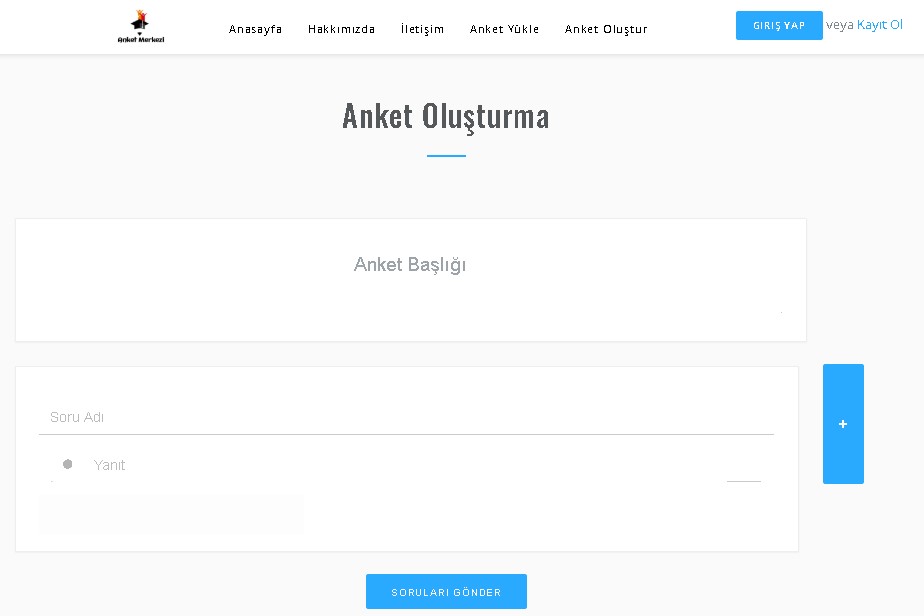 Anket Merkezi
Anasayfa Hakkımızda İletişim Anket Yükle Anket Oluştur
GIRIŞ YAP veya Kayıt Ol
Anket Oluşturma
Anket Başlığı
Soru Adı
+
Yanıt
SORULARI GÖNDER